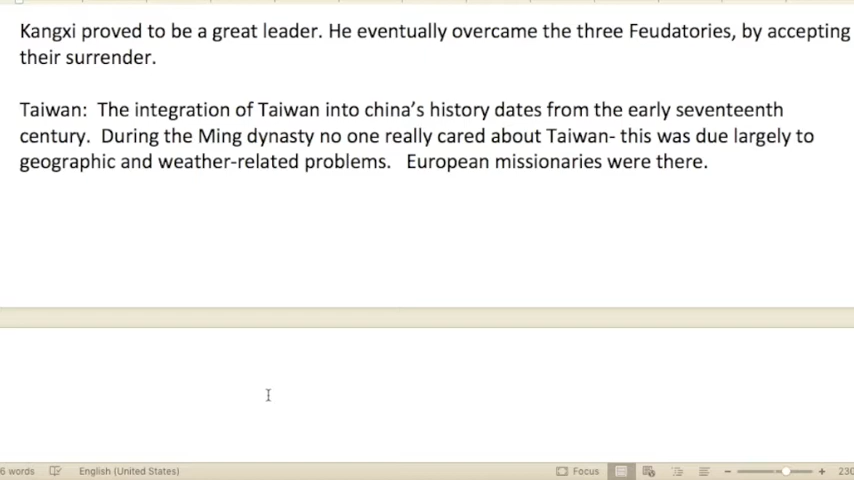 Kangxi proved to be a great leader. He eventually overcame the three Feudatories, by accepting
their surrender.
Taiwan: The integration of Taiwan into china's history dates from the early seventeenth
century. During the Ming dynasty no one really cared about Taiwan- this was due largely to
geographic and weather-related problems. European missionaries were there.
6 words English (United States) Focus 230